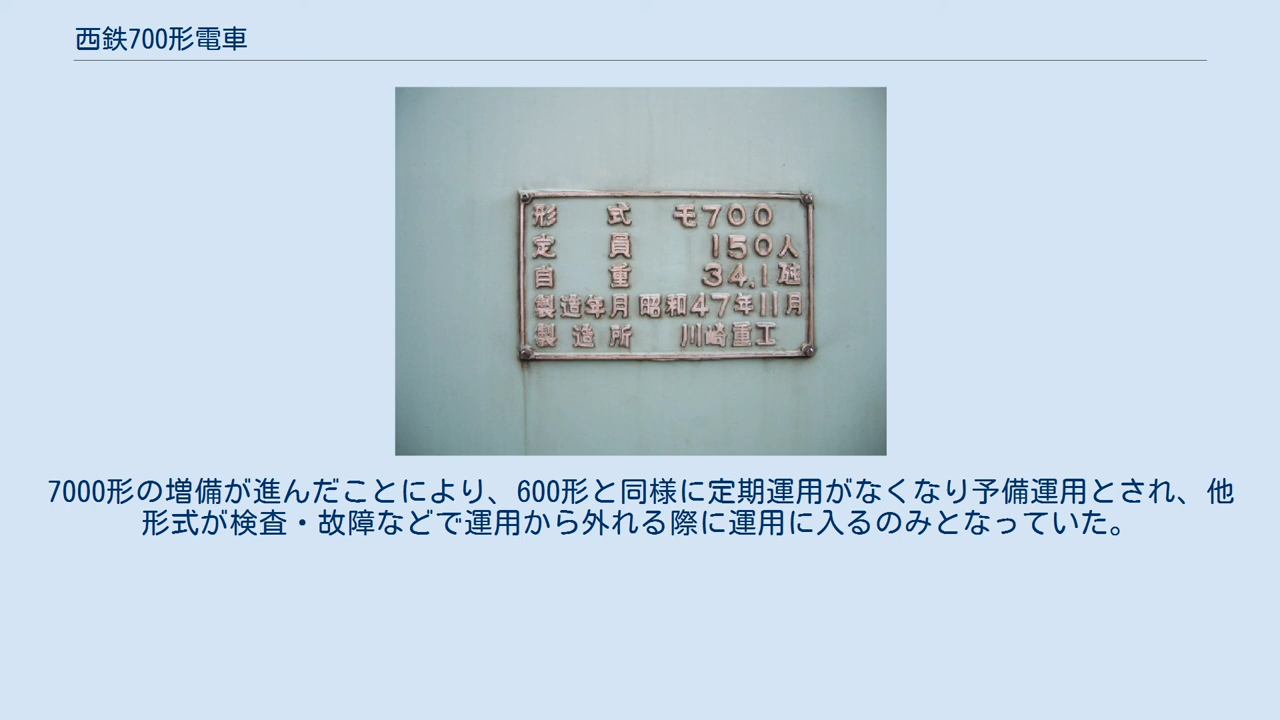 西鉄700形電車
形式 モ700
定員 150人
自重 34.1瓲
製造年月 昭和47年11月
製造所 川崎重工
7000形の増備が進んだことにより、600形と同様に定期運用がなくなり予備運用とされ、他
形式が検査・故障などで運用から外れる際に運用に入るのみとなっていた。